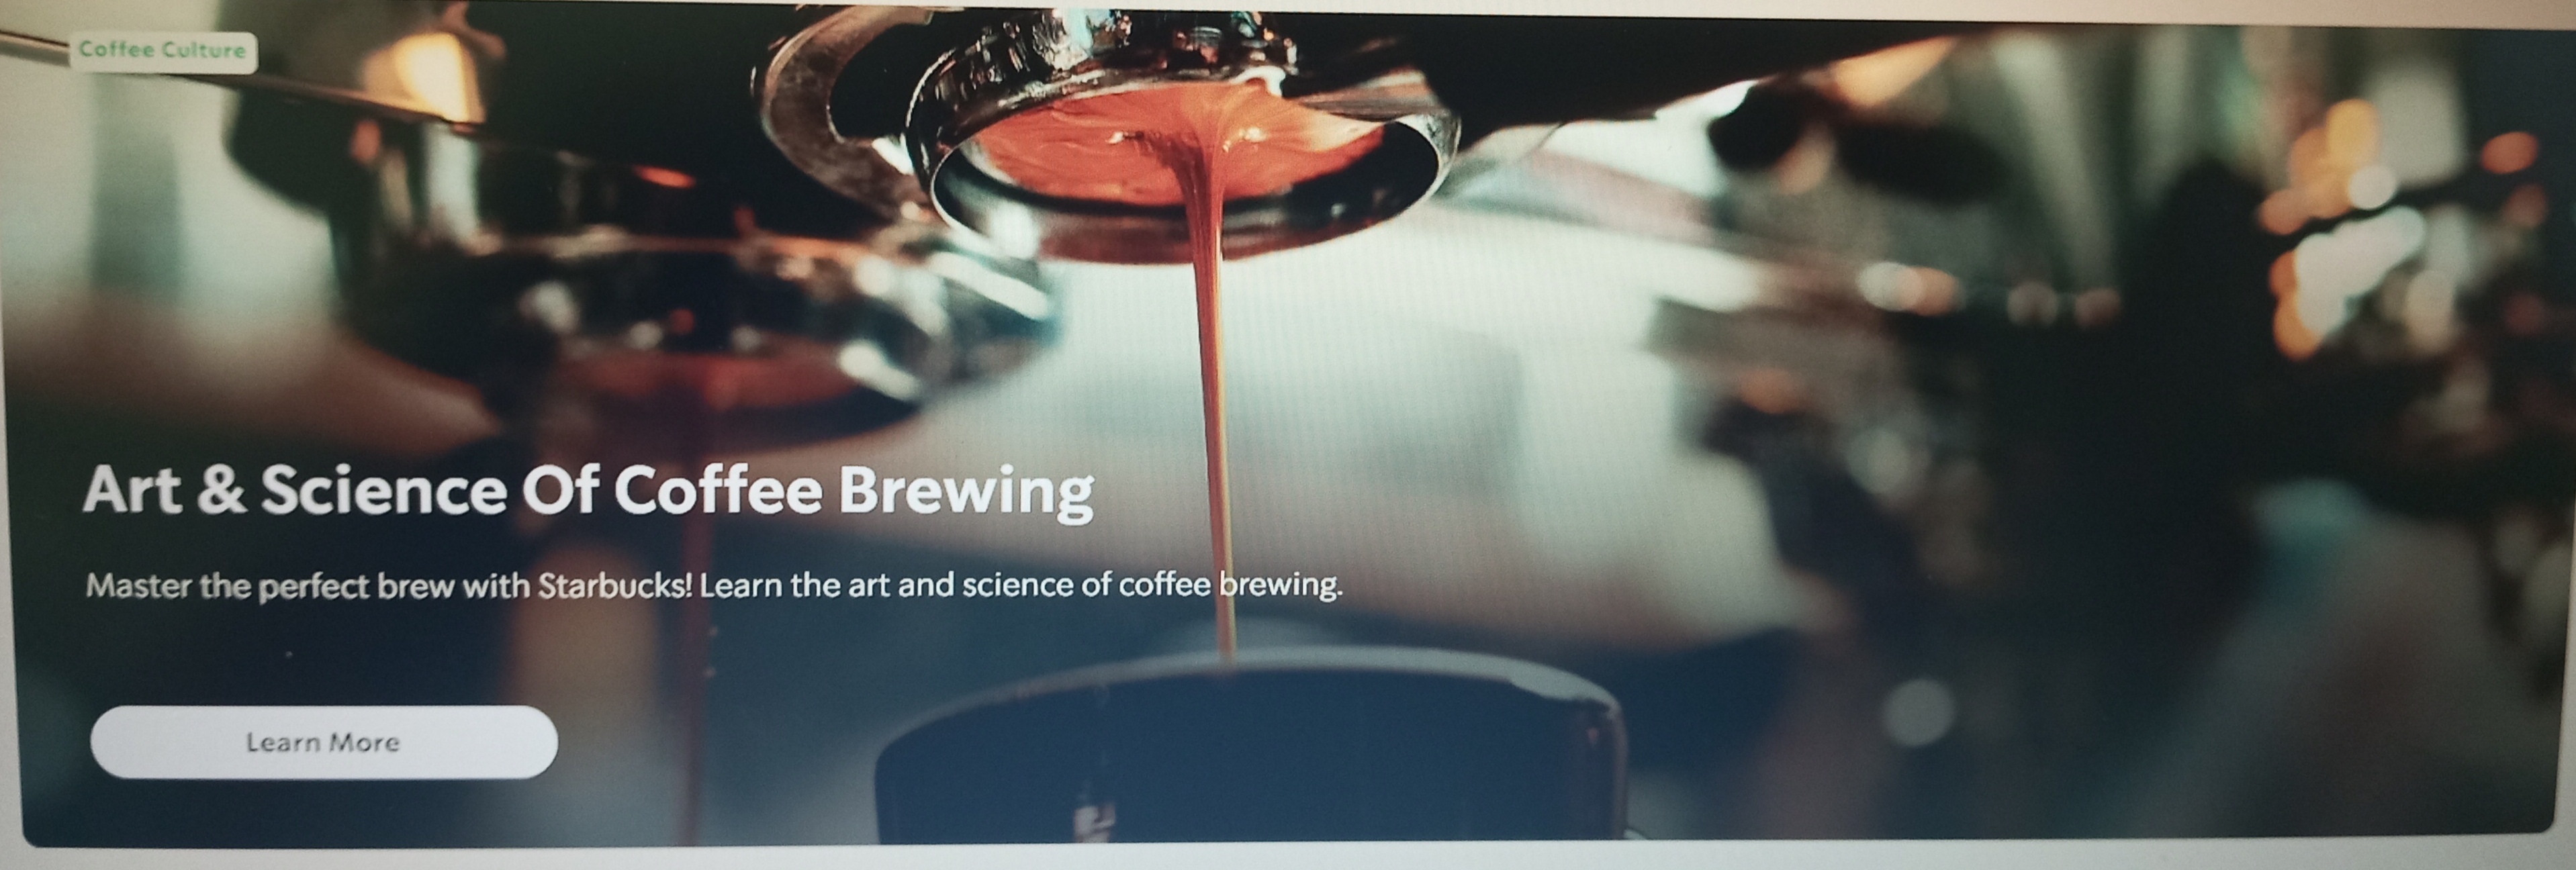 Coffee Culture
Art & Science Of Coffee Brewing
Master the perfect brew with Starbucks! Learn the art and science of coffee brewing.
Learn More